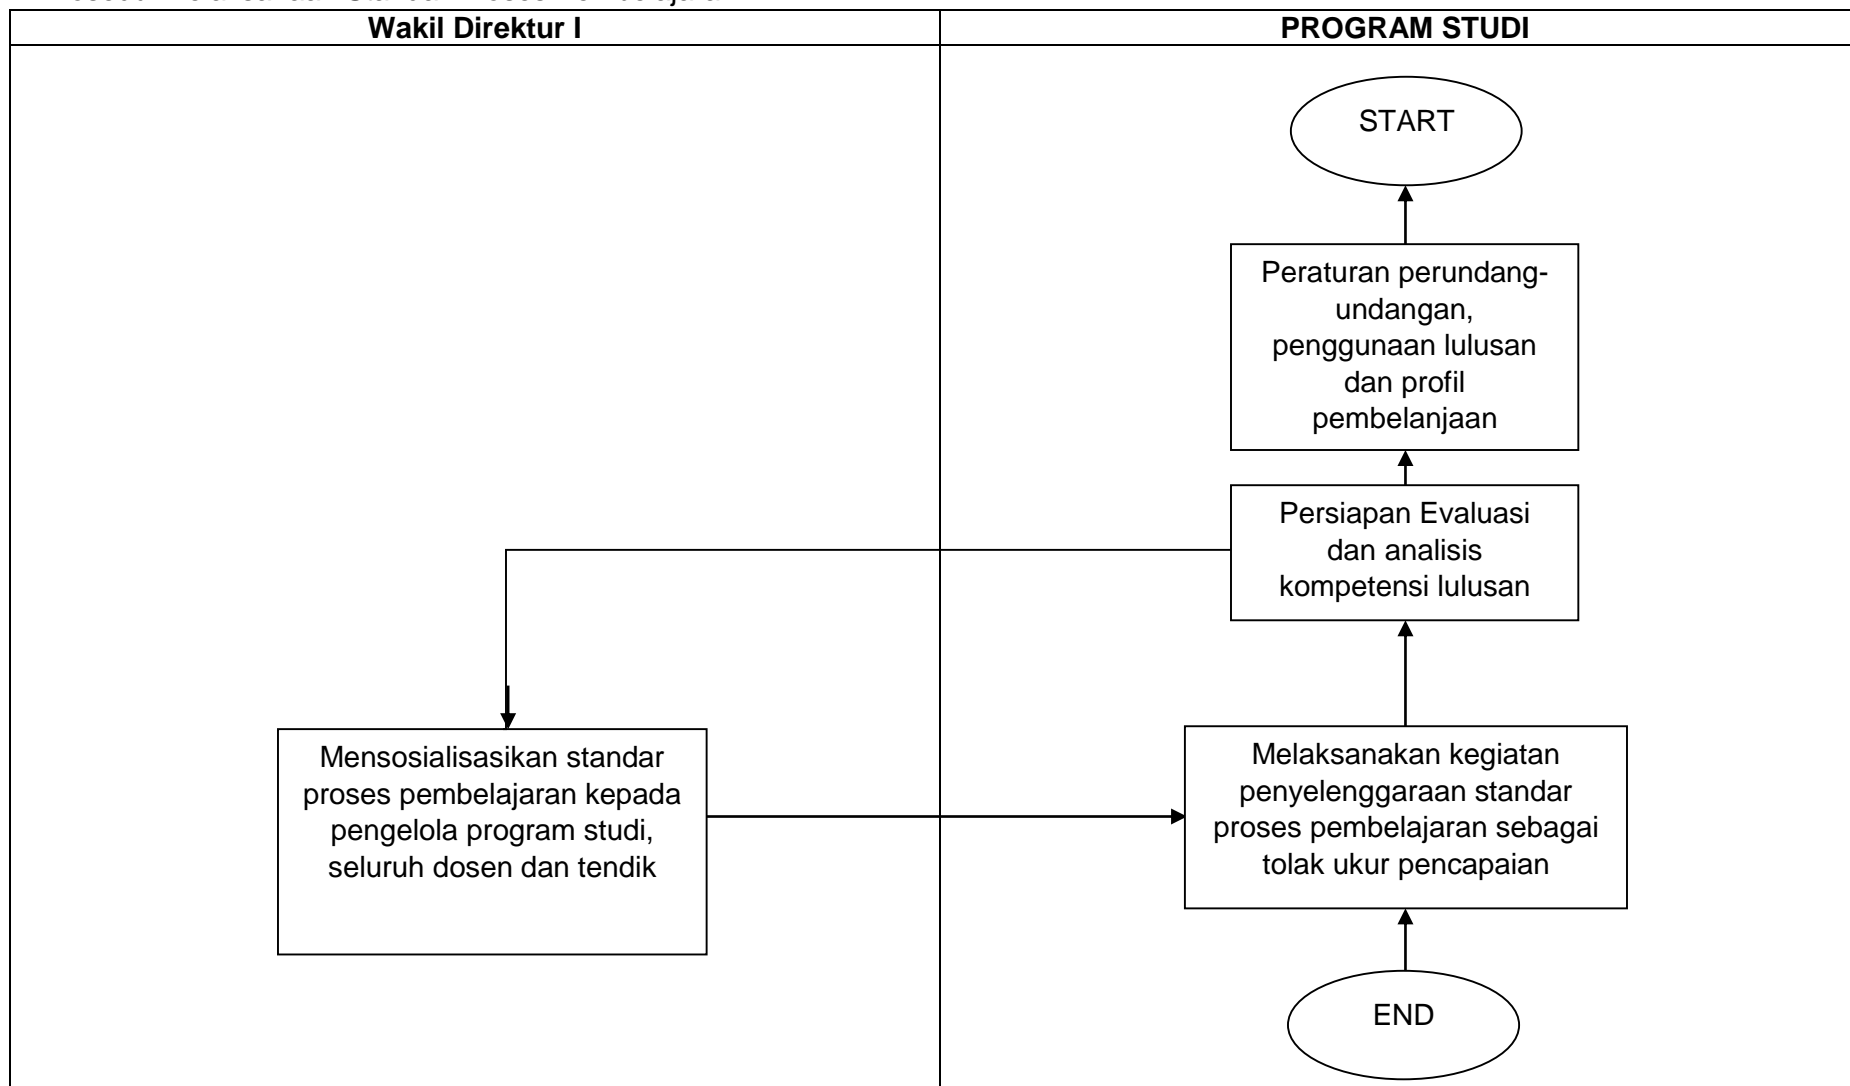 Wakil Direktur I
PROGRAM STUDI
START
Peraturan perundang-
undangan,
penggunaan lulusan
dan profil
pembelanjaan
Persiapan Evaluasi
dan analisis
kompetensi lulusan
Mensosialisasikan standar
proses pembelajaran kepada
pengelola program studi,
seluruh dosen dan tendik
Melaksanakan kegiatan
penyelenggaraan standar
proses pembelajaran sebagai
tolak ukur pencapaian
END